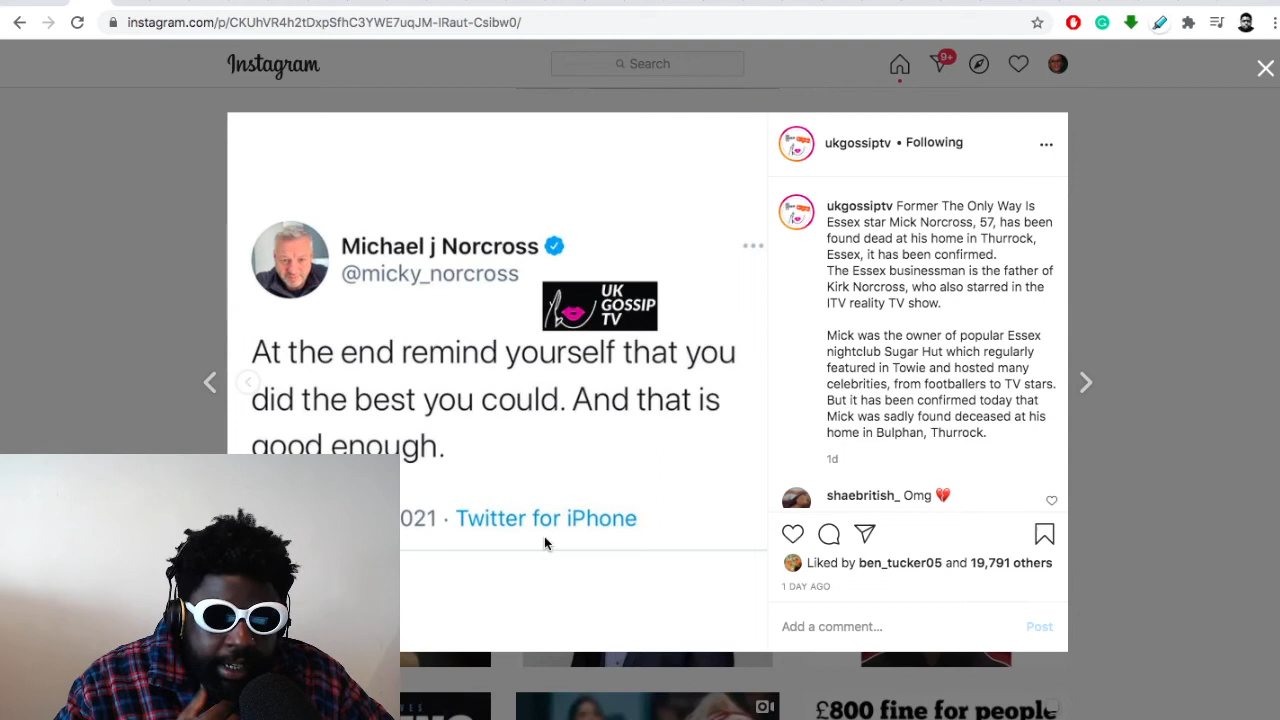 instagram.com/p/CKUhVR4h2tDxpSfhC3YWE7uqJM-lRaut-Csibw0/
Instagram
Search
9+
ukgossiptv • Following
Michael j Norcross
@micky_norcross
UK
GOSSIP
TV
At the end remind yourself that you
did the best you could. And that is
good enough.
021 · Twitter for iPhone
ukgossiptv Former The Only Way Is
Essex star Mick Norcross, 57, has been
found dead at his home in Thurrock,
Essex, it has been confirmed.
The Essex businessman is the father of
Kirk Norcross, who also starred in the
ITV reality TV show.
Mick was the owner of popular Essex
nightclub Sugar Hut which regularly
featured in Towie and hosted many
celebrities, from footballers to TV stars.
But it has been confirmed today that
Mick was sadly found deceased at his
home in Bulphan, Thurrock.
1d
shaebritish_ Omg 💔
Liked by ben_tucker05 and 19,791 others
1 DAY AGO
Add a comment...
Post
£800 fine for people